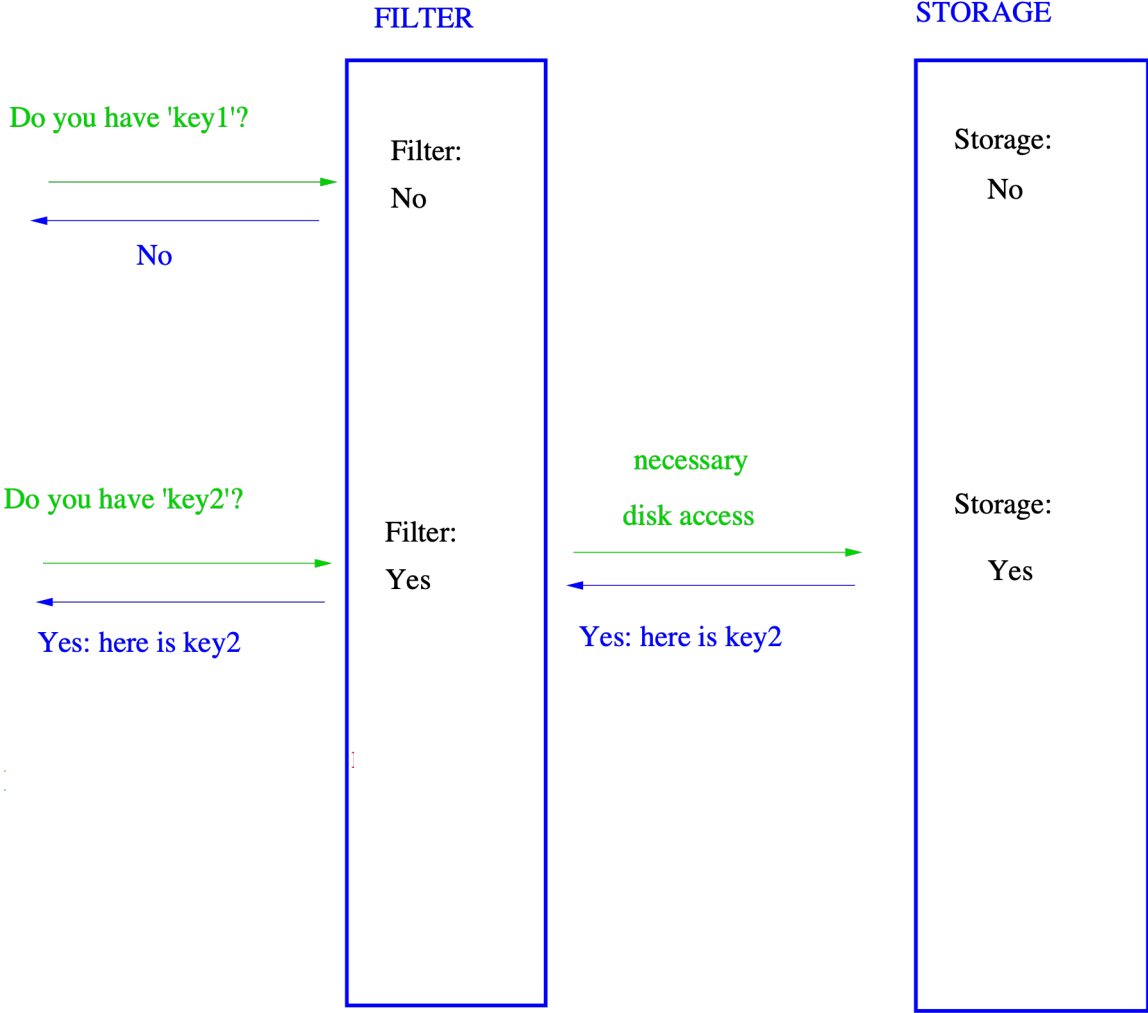 FILTER
STORAGE
Do you have 'key1'?
Filter:
No
Storage:
No
No
necessary
disk access
Do you have 'key2'?
Filter:
Yes
Storage:
Yes
Yes: here is key2
Yes: here is key2